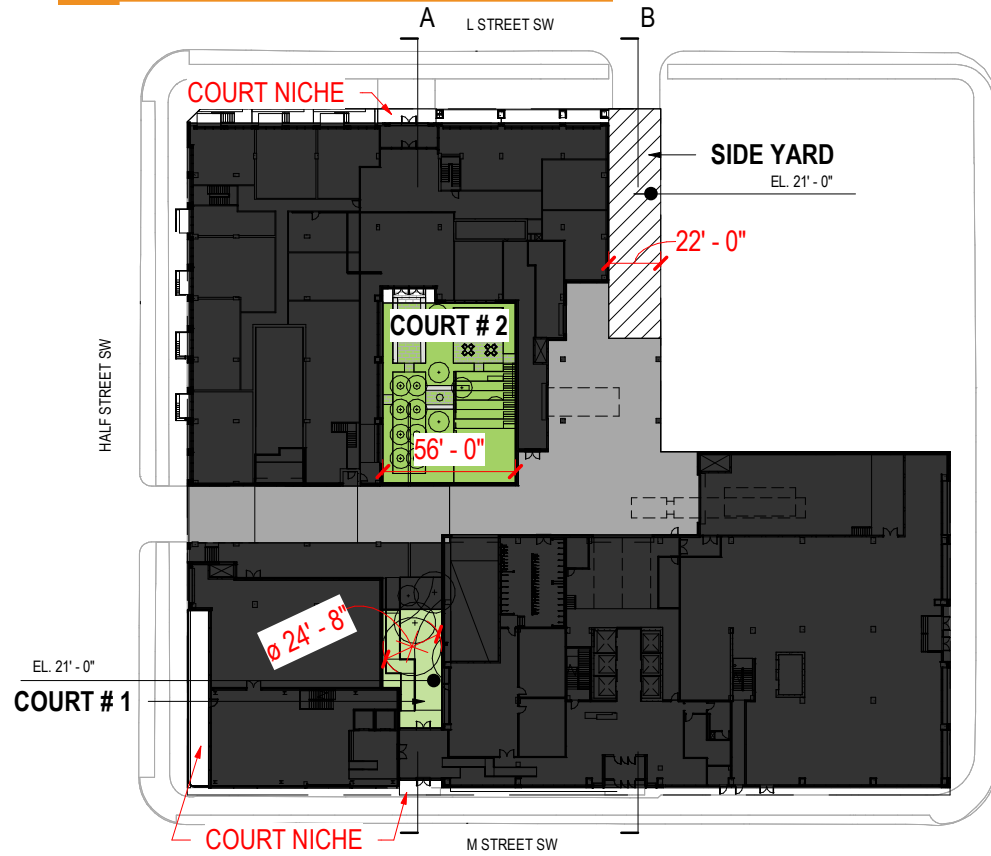 A
B
L STREET SW
COURT NICHE
SIDE YARD
EL. 21' - 0"
22' - 0"
COURT # 2
HALF STREET SW
56' - 0"
ø 24' - 8"
EL. 21' - 0"
COURT # 1
COURT NICHE
M STREET SW